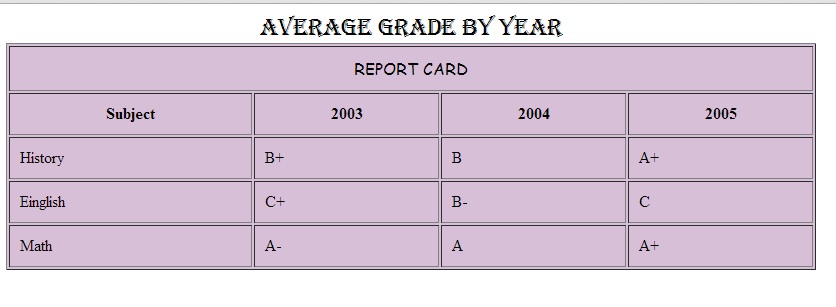 AVERAGE GRADE BY YEAR
REPORT CARD
Subject 2003 2004 2005
History B+ B A+
Einglish C+ B- C
Math A- A A+